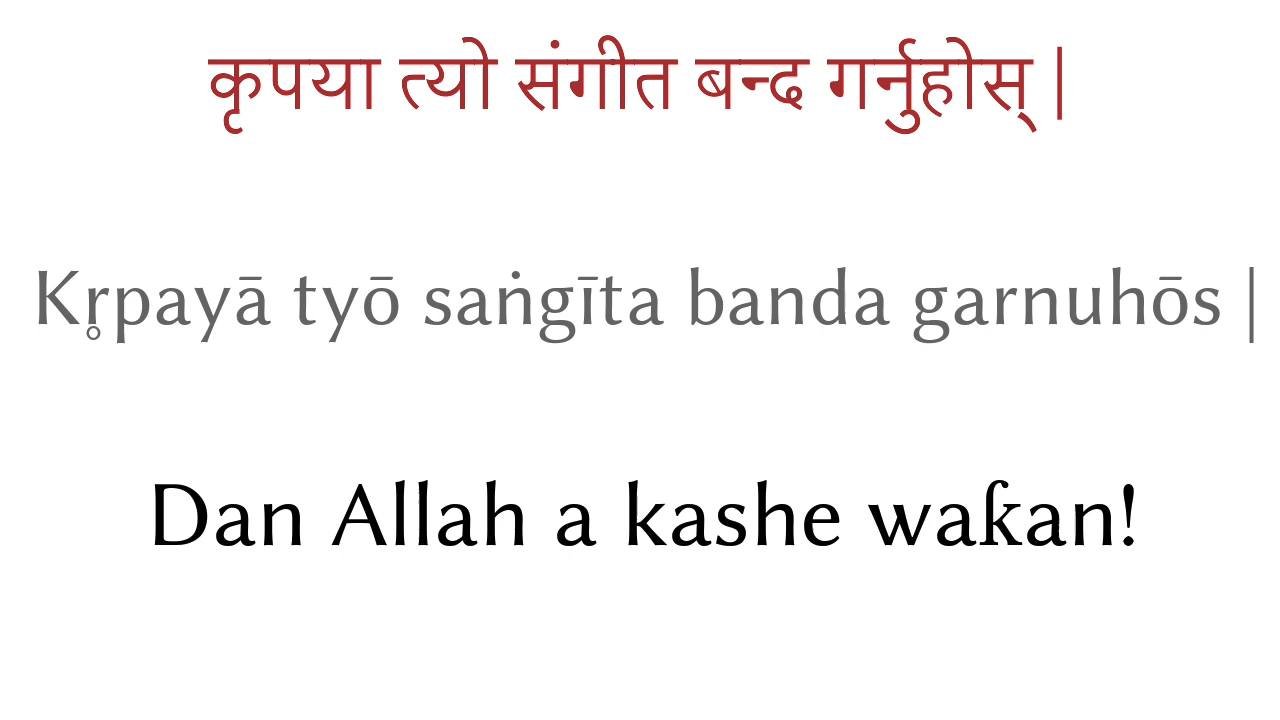 कृपया त्यो संगीत बन्द गर्नुहोस् |
Kr̥payā tyō saṅgīta banda garnuhōs |
Dan Allah a kashe waƙan!